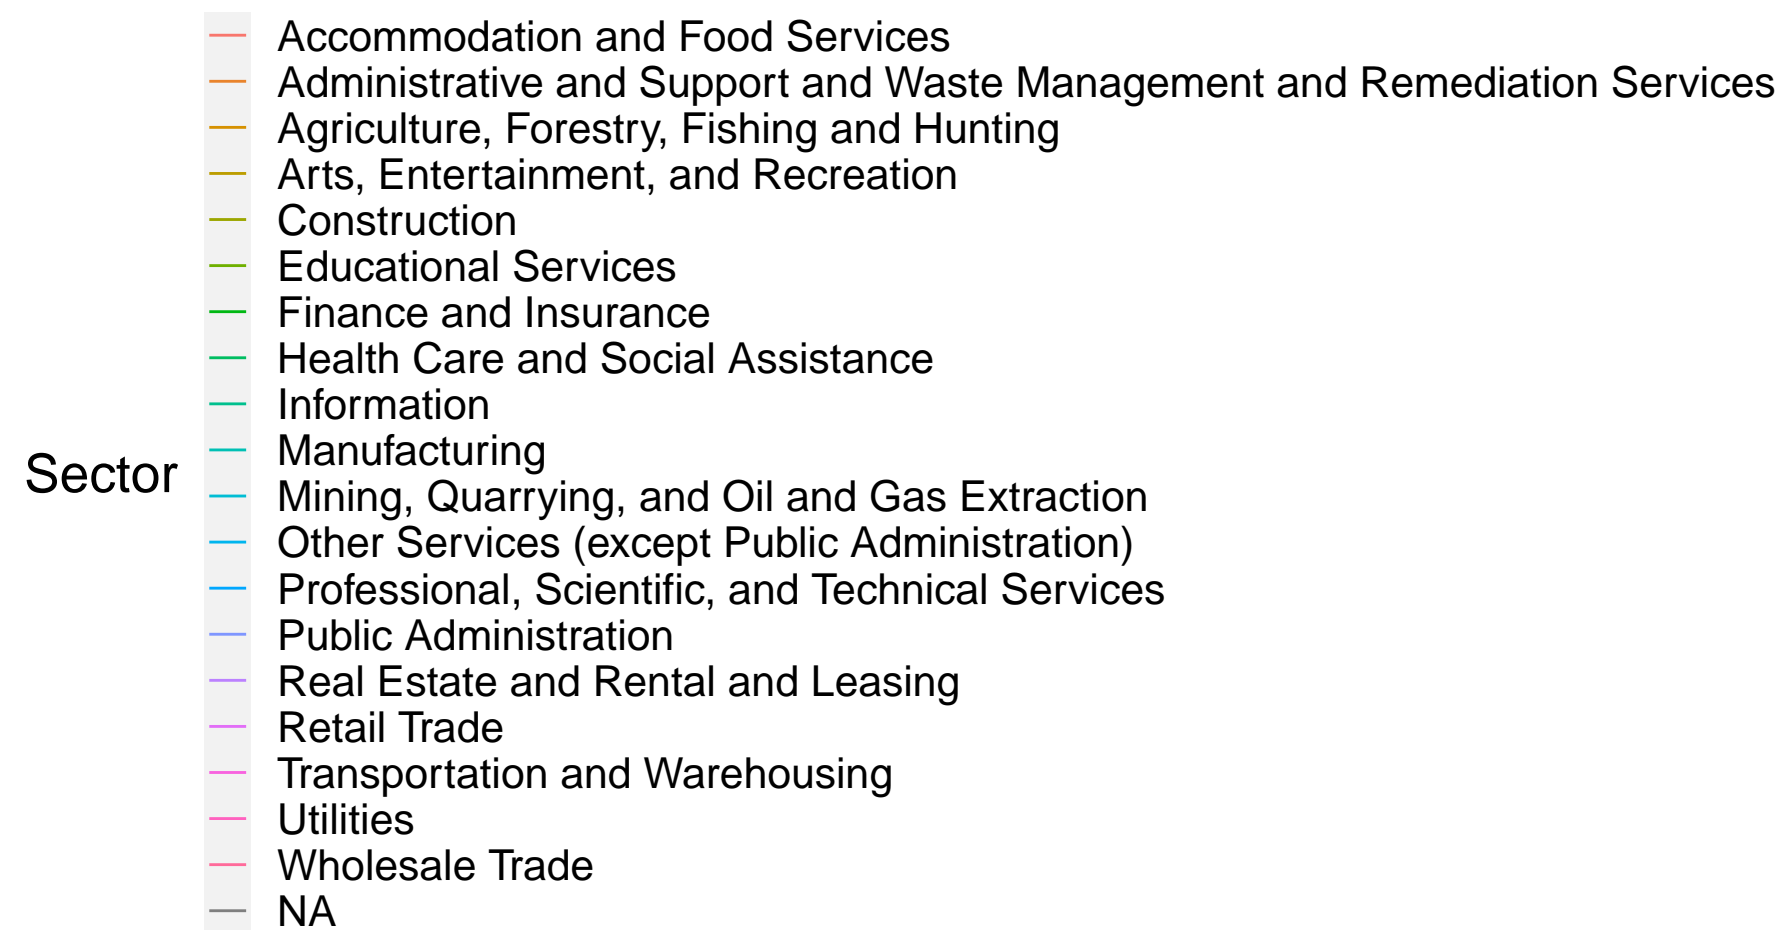 Accommodation and Food Services
Administrative and Support and Waste Management and Remediation Services
Agriculture, Forestry, Fishing and Hunting
Arts, Entertainment, and Recreation
Construction
Educational Services
Finance and Insurance
Health Care and Social Assistance
Information
Manufacturing
Sector
Mining, Quarrying, and Oil and Gas Extraction
Other Services (except Public Administration)
Professional, Scientific, and Technical Services
Public Administration
Real Estate and Rental and Leasing
Retail Trade
Transportation and Warehousing
Utilities
Wholesale Trade
NA